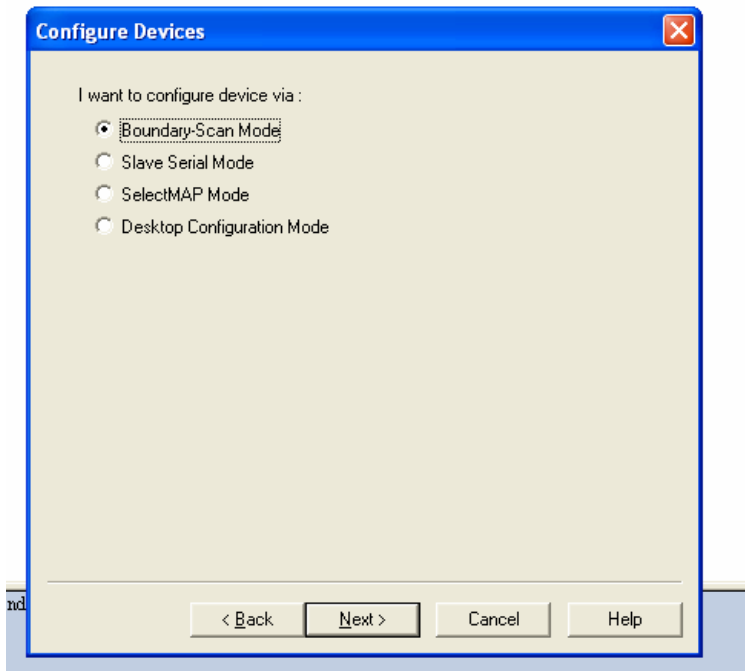 Configure Devices
I want to configure device via :
Boundary-Scan Mode
Slave Serial Mode
SelectMAP Mode
Desktop Configuration Mode
nd
< Back Next > Cancel Help